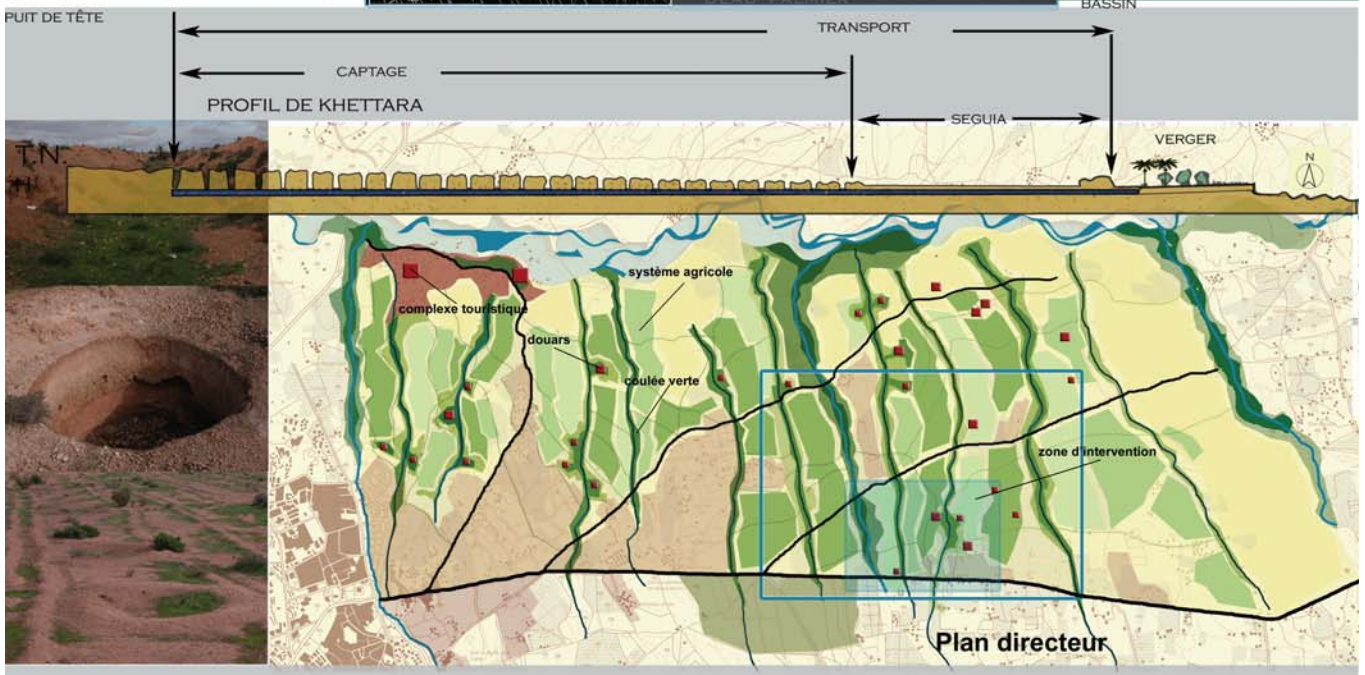 PUIT DE TÊTE
BASSIN
TRANSPORT
CAPTAGE
PROFIL DE KHETTARA
SEGUIA
VERGER
T.N.
N
système agricole
complexe touristique
douars
coulée verte
zone d'intervention
Plan directeur